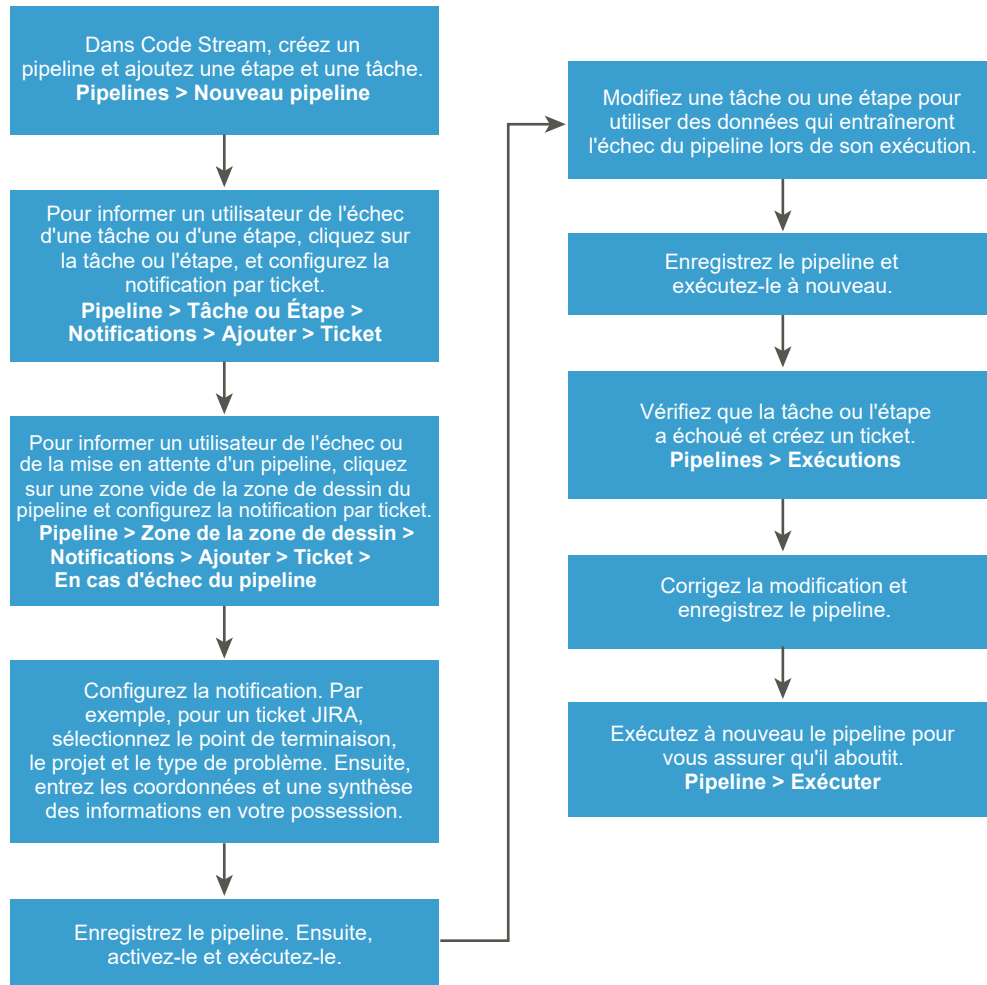 Dans Code Stream, créez un
pipeline et ajoutez une étape et une tâche.
Pipelines > Nouveau pipeline
Pour informer un utilisateur de l'échec
d'une tâche ou d'une étape, cliquez sur
la tâche ou l'étape, et configurez la
notification par ticket.
Pipeline > Tâche ou Étape >
Notifications > Ajouter > Ticket
Pour informer un utilisateur de l'échec ou
de la mise en attente d'un pipeline, cliquez
sur une zone vide de la zone de dessin du
pipeline et configurez la notification par ticket.
Pipeline > Zone de la zone de dessin >
Notifications > Ajouter > Ticket >
En cas d'échec du pipeline
Configurez la notification. Par
exemple, pour un ticket JIRA,
sélectionnez le point de terminaison,
le projet et le type de problème. Ensuite,
entrez les coordonnées et une synthèse
des informations en votre possession.
Enregistrez le pipeline. Ensuite,
activez-le et exécutez-le.
Modifiez une tâche ou une étape pour
utiliser des données qui entraîneront
l'échec du pipeline lors de son exécution.
Enregistrez le pipeline et
exécutez-le à nouveau.
Vérifiez que la tâche ou l'étape
a échoué et créez un ticket.
Pipelines > Exécutions
Corrigez la modification et
enregistrez le pipeline.
Exécutez à nouveau le pipeline pour
vous assurer qu'il aboutit.
Pipeline > Exécuter